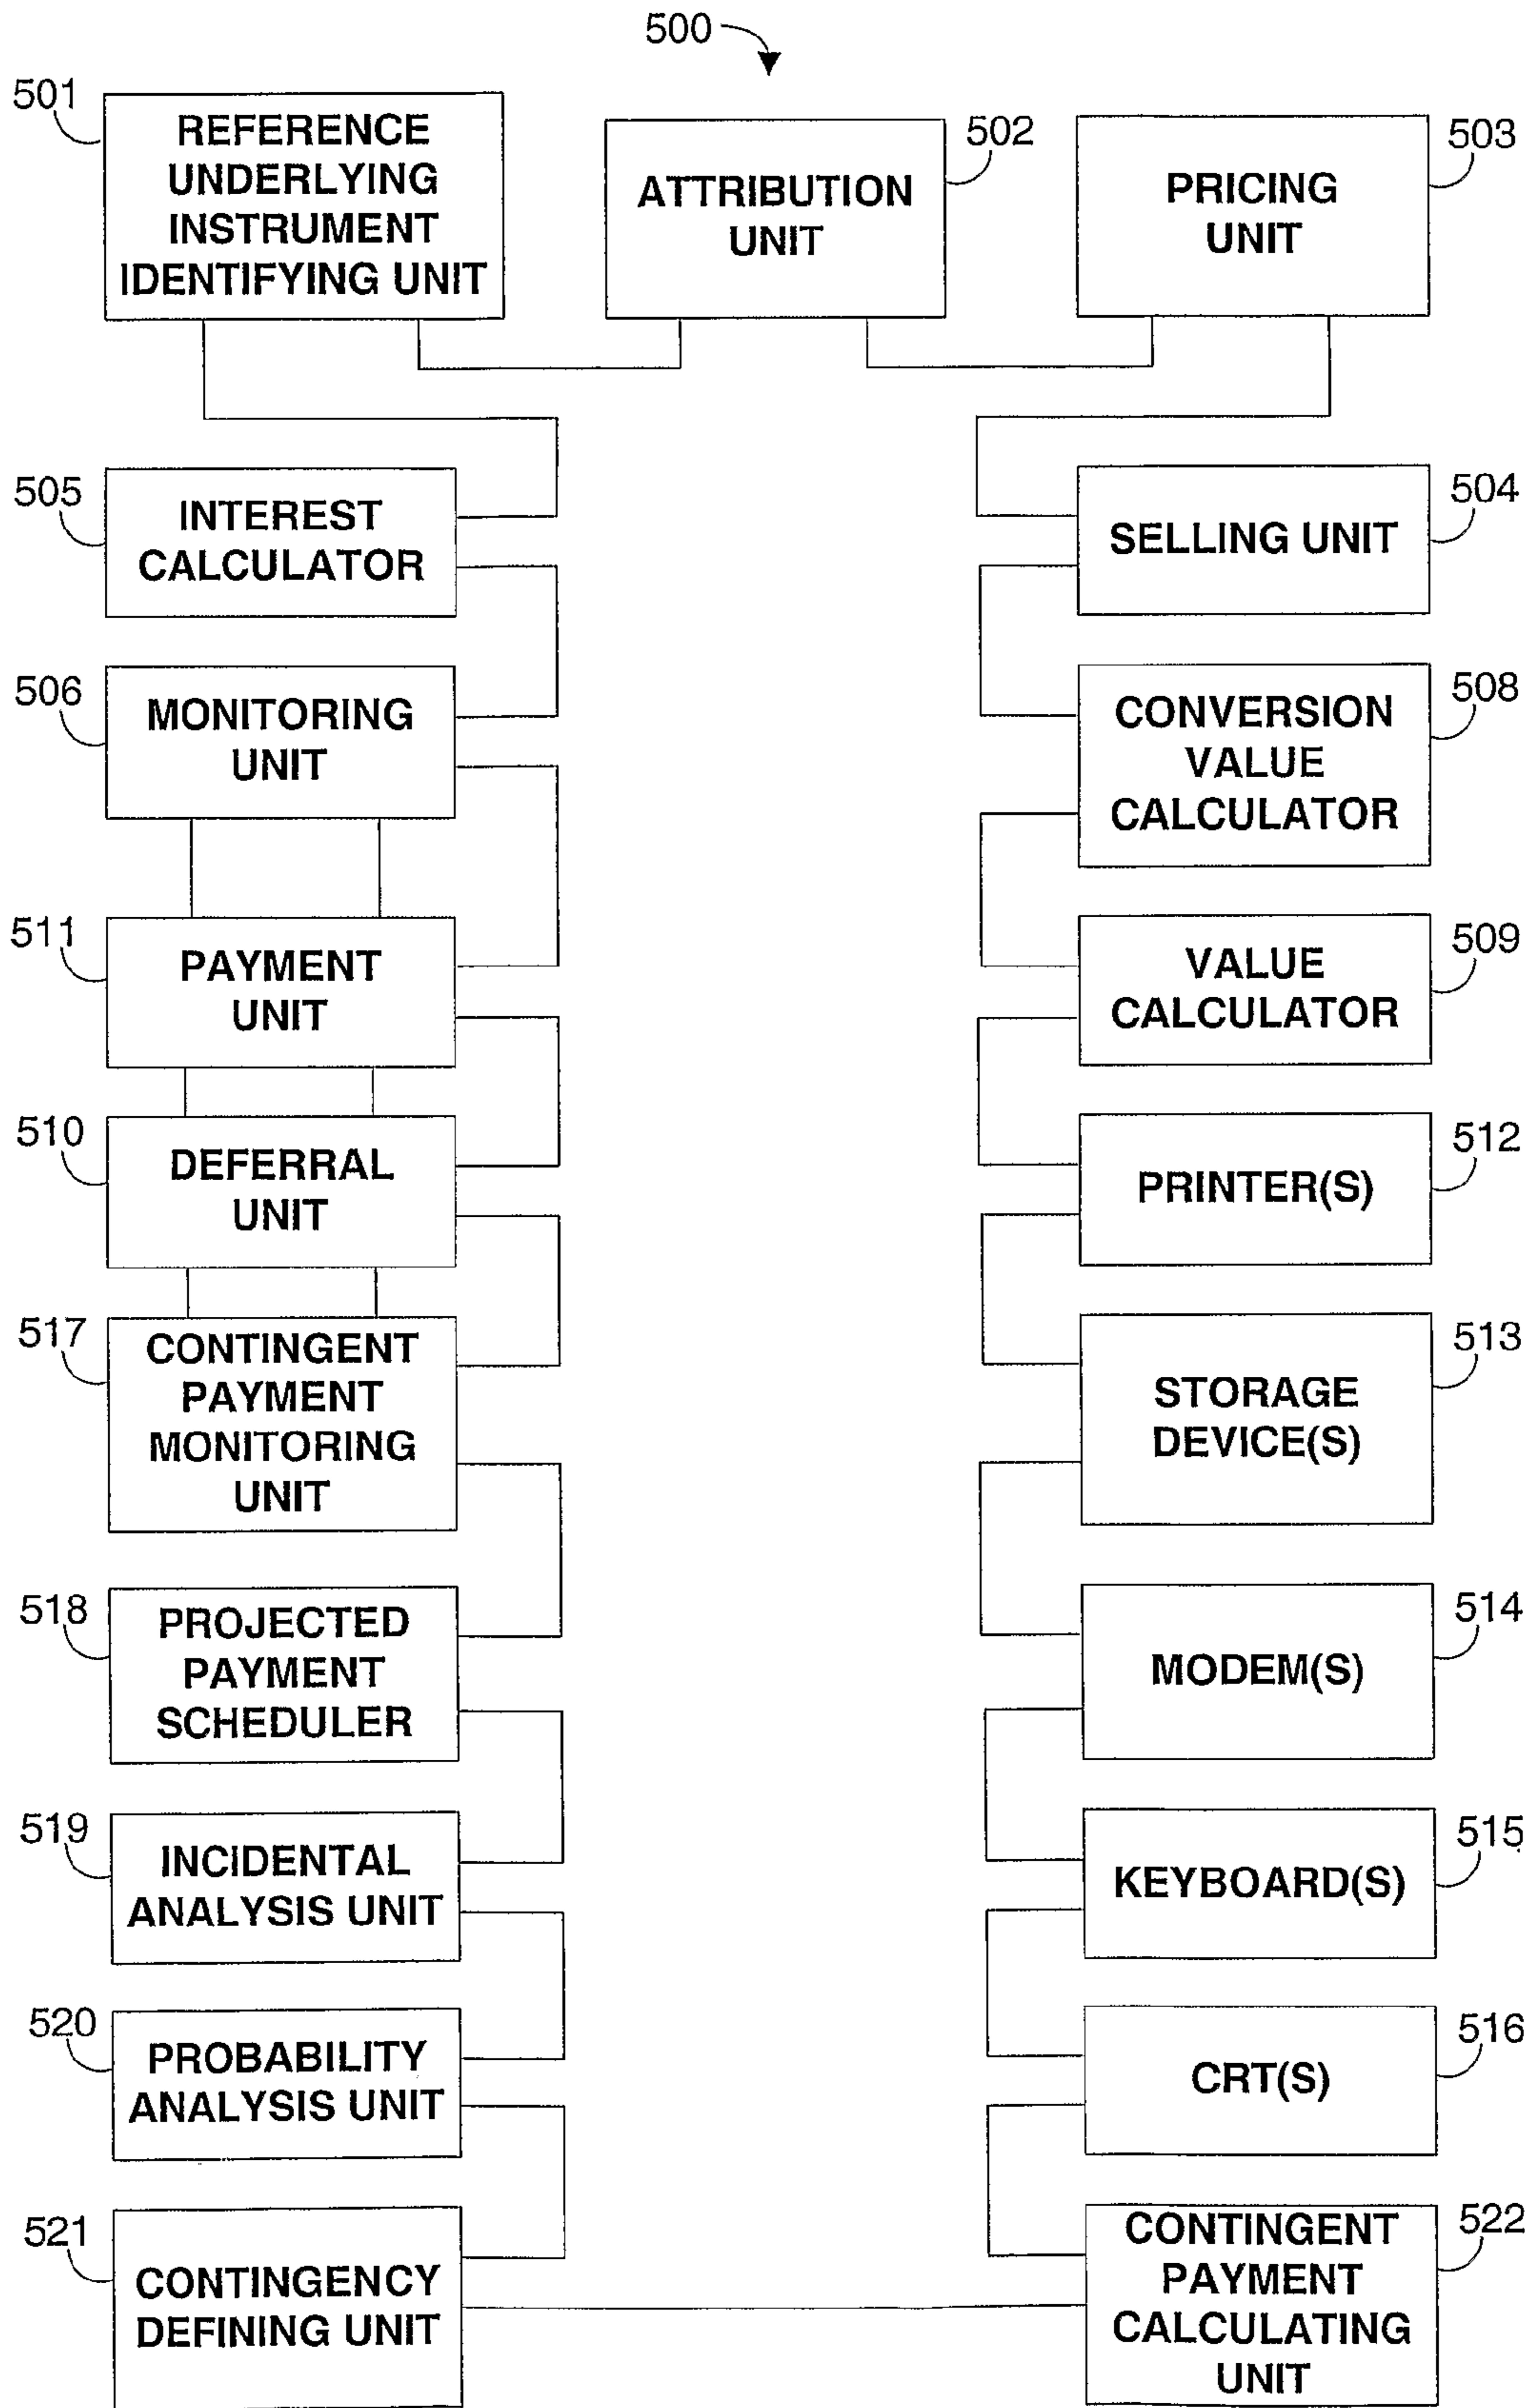 500
501
REFERENCE
UNDERLYING
INSTRUMENT
IDENTIFYING UNIT
502
ATTRIBUTION
UNIT
503
PRICING
UNIT
505
INTEREST
CALCULATOR
504
SELLING UNIT
506
MONITORING
UNIT
508
CONVERSION
VALUE
CALCULATOR
511
PAYMENT
UNIT
509
VALUE
CALCULATOR
510
DEFERRAL
UNIT
512
PRINTER(S)
517
CONTINGENT
PAYMENT
MONITORING
UNIT
513
STORAGE
DEVICE(S)
518
PROJECTED
PAYMENT
SCHEDULER
514
MODEM(S)
519
INCIDENTAL
ANALYSIS UNIT
515
KEYBOARD(S)
520
PROBABILITY
ANALYSIS UNIT
516
CRT(S)
521
CONTINGENCY
DEFINING UNIT
522
CONTINGENT
PAYMENT
CALCULATING
UNIT